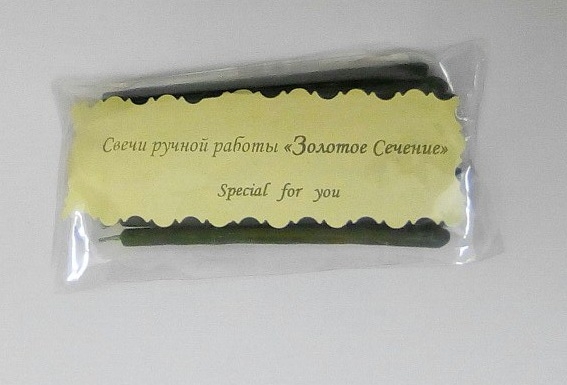 Свечи ручной работы «Золотое Сечение»
Special for you